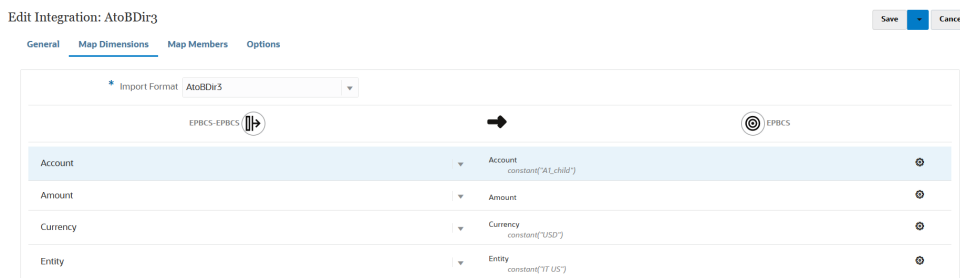 Edit Integration: AtoBDir3
Save
Cance
General Map Dimensions Map Members Options
* Import Format AtoBDir3
EPBCS-EPBCS EPBCS
Account Account
constant("A1_child")
Amount Amount
Currency Currency
constant("USD")
Entity Entity
constant("IT US")